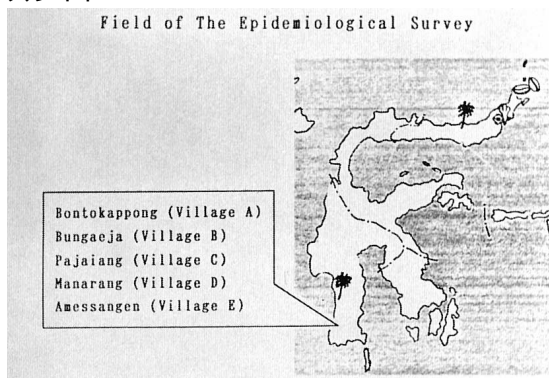 Field of The Epidemiological Survey
Bontokappong (Village A)
Bungaeja (Village B)
Pajaiang (Village C)
Manarang (Village D)
Amessangen (Village E)